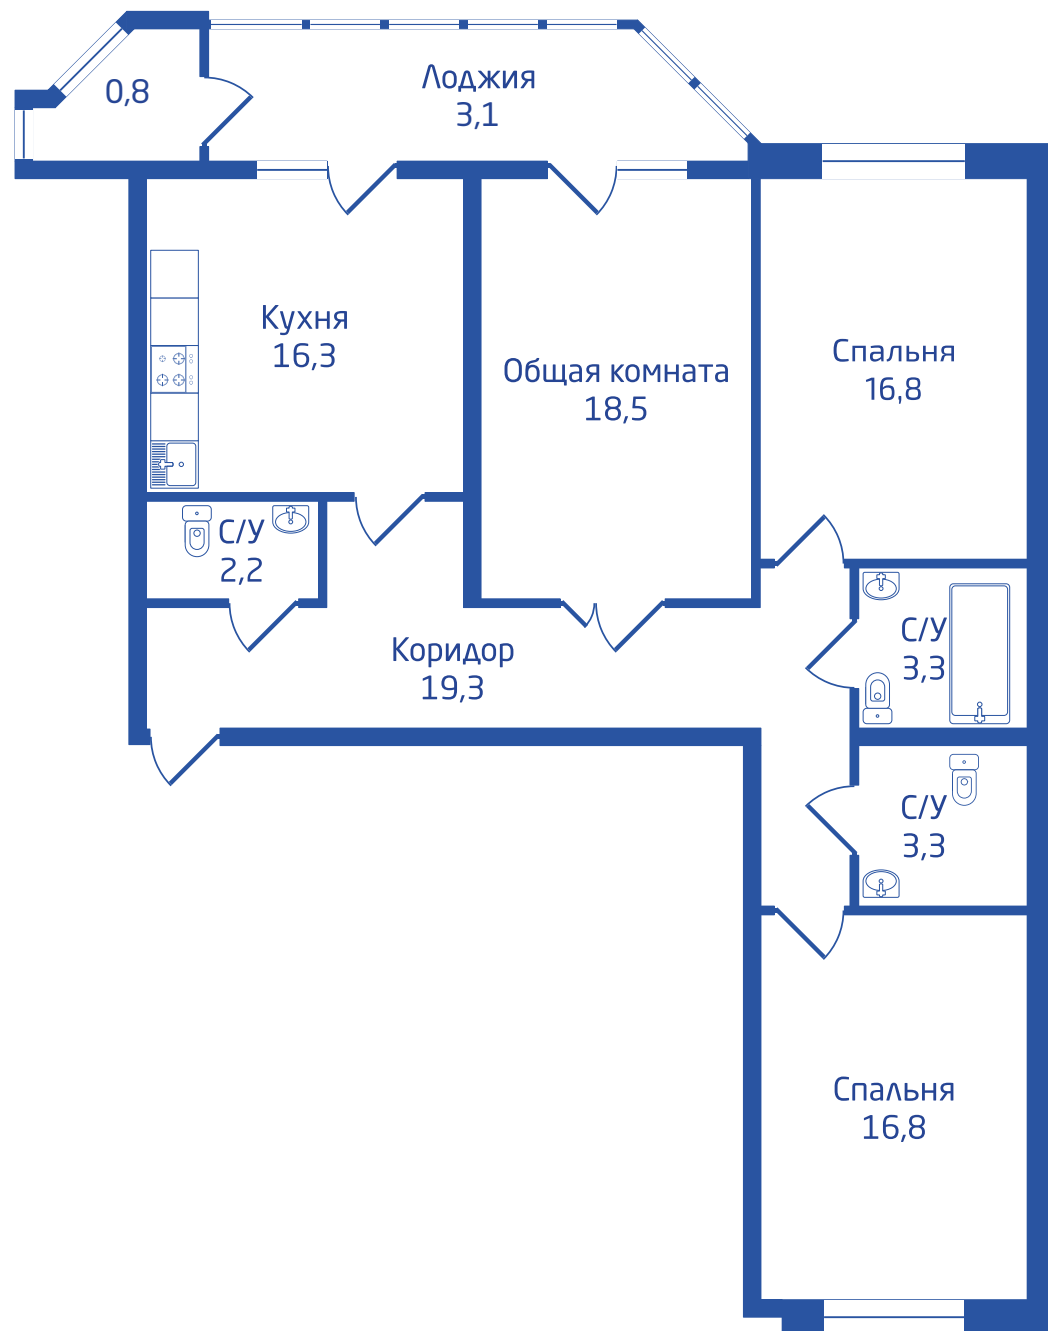 0,8
Лоджия
3,1
Кухня
16,3
Общая комната
18,5
Спальня
16,8
С/У
2,2
Коридор
19,3
С/У
3,3
С/У
3,3
Спальня
16,8